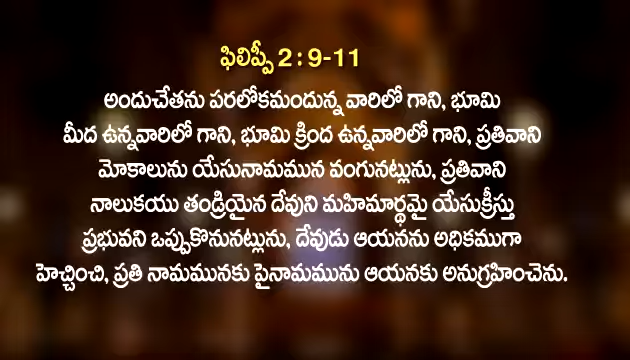 ఫిలిప్పీ 2 : 9-11
అందుచేతను పరలోకమందున్న వారిలో గాని, భూమి
మీద ఉన్నవారిలో గాని, భూమి క్రింద ఉన్నవారిలో గాని, ప్రతివాని
మోకాలును యేసునామమున వంగునట్లును, ప్రతివాని
నాలుకయు తండ్రియైన దేవుని మహిమార్థమై యేసుక్రీస్తు
ప్రభువని ఒప్పుకొనునట్లును, దేవుడు ఆయనను అధికముగా
హెచ్చించి, ప్రతి నామమునకు పైనామమును ఆయనకు అనుగ్రహించెను.